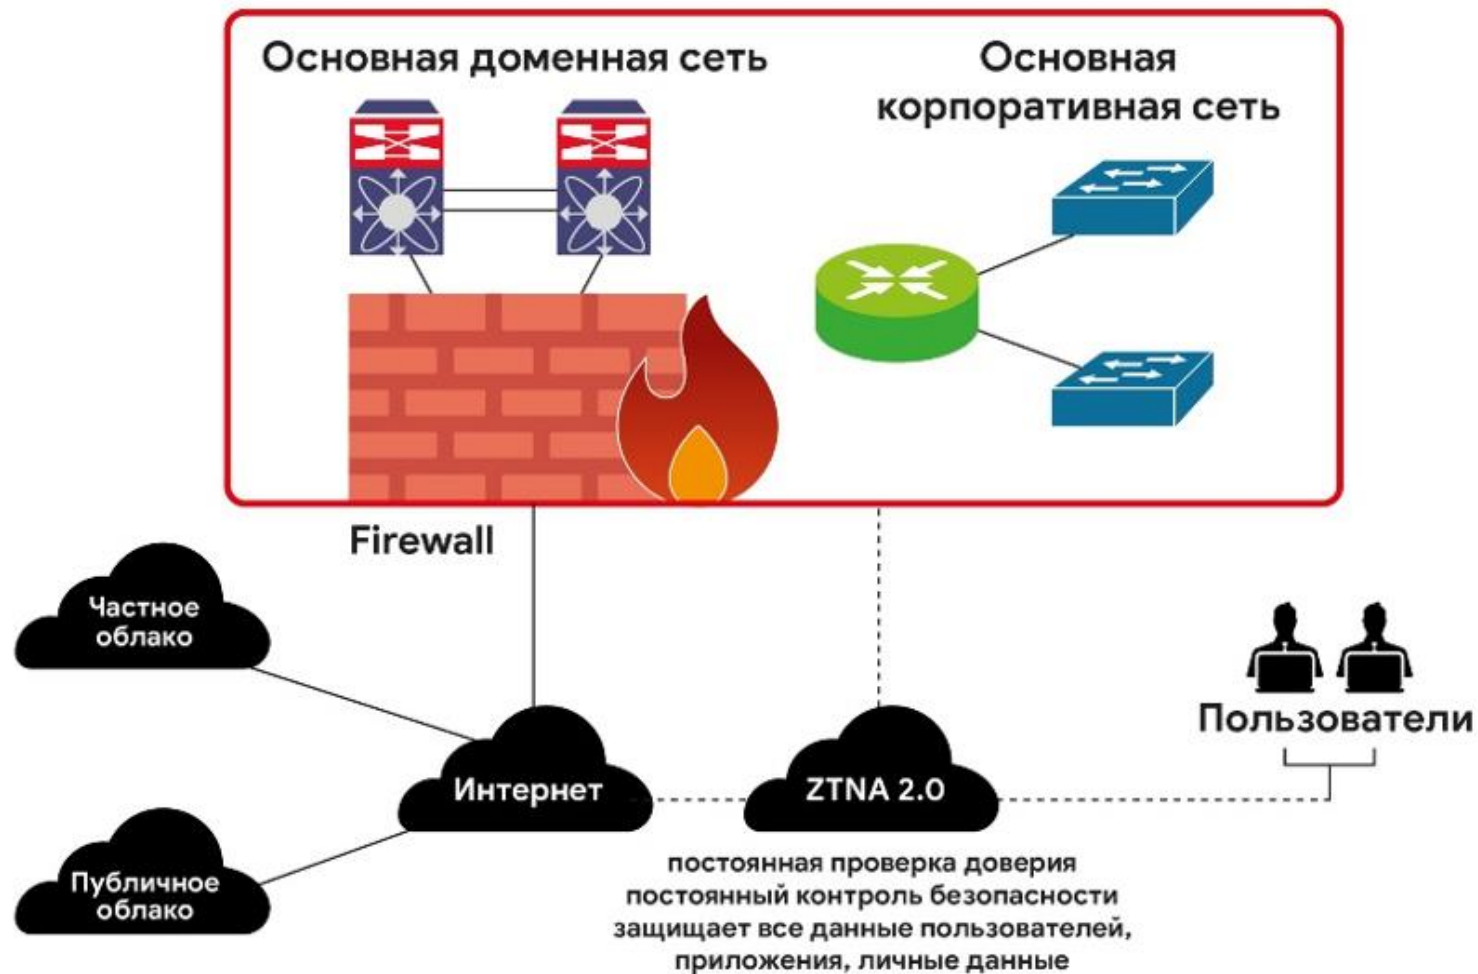 Основная доменная сеть
Основная
корпоративная сеть
Firewall
Частное
облако
Пользователи
Интернет
ZTNA 2.0
Публичное
облако
постоянная проверка доверия
постоянный контроль безопасности
защищает все данные пользователей,
приложения, личные данные